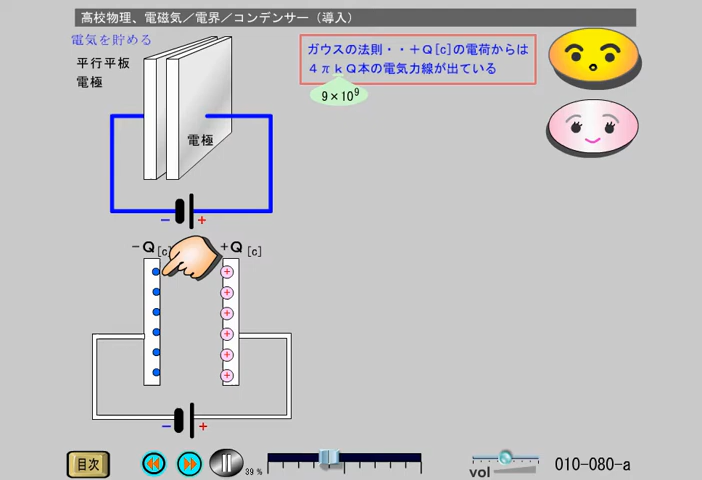 高校物理、電磁気／電界／コンデンサー（導入）
電気を貯める
平行平板
電極
電極
− +
ガウスの法則・・＋Q[c]の電荷からは
４πｋQ本の電気力線が出ている
9×10⁹
−Q[c] +Q[c]
+
+
+
+
+
+
− +
目次
39 %
vol
010-080-a